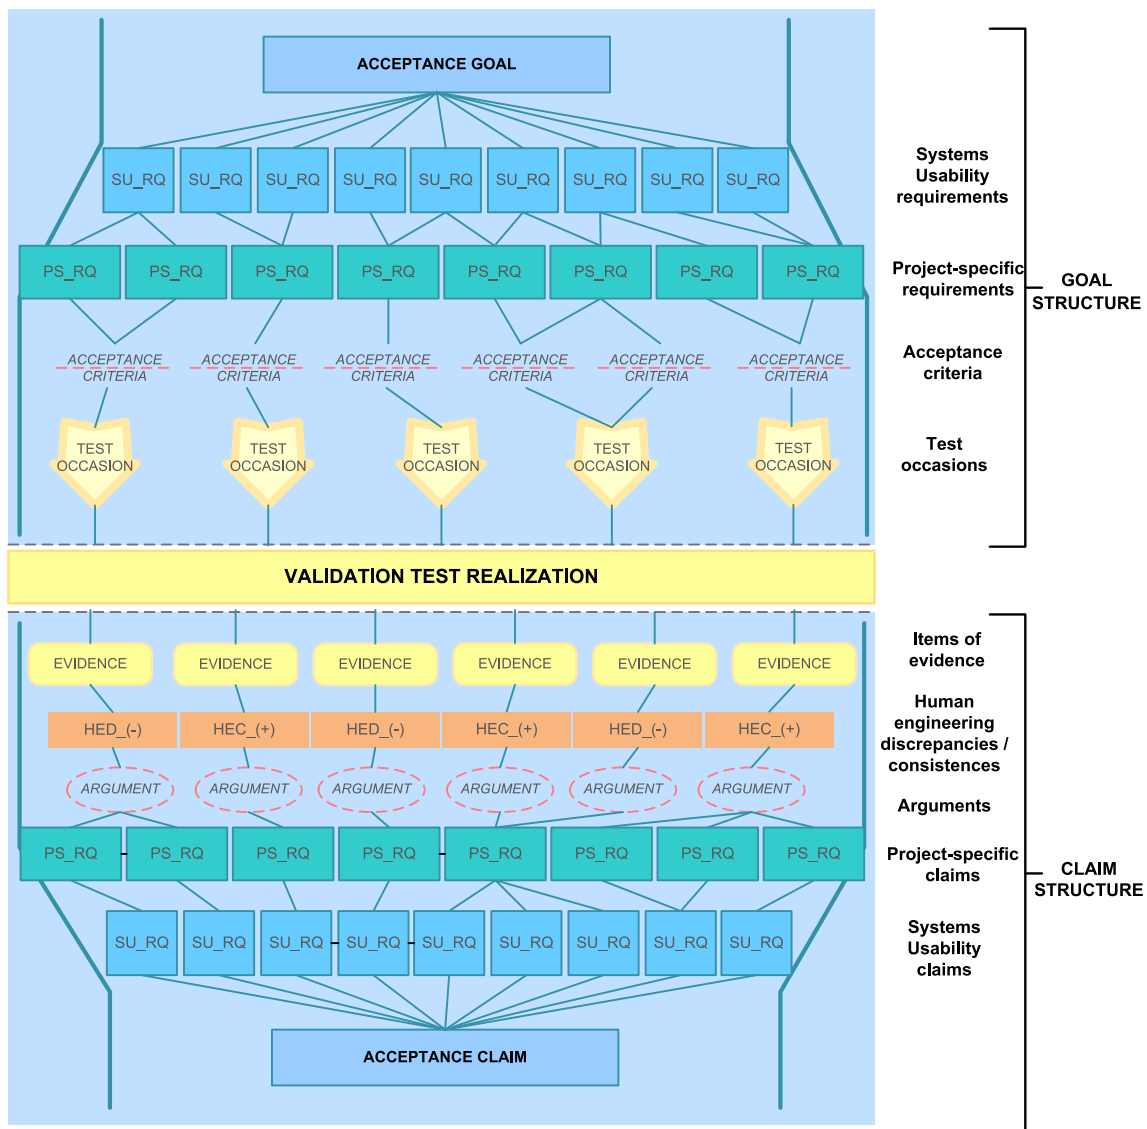 ACCEPTANCE GOAL
SU_RQ SU_RQ SU_RQ SU_RQ SU_RQ SU_RQ SU_RQ SU_RQ SU_RQ
Systems
Usability
requirements
PS_RQ PS_RQ PS_RQ PS_RQ PS_RQ PS_RQ PS_RQ PS_RQ
Project-specific
requirements
GOAL
STRUCTURE
ACCEPTANCE ACCEPTANCE ACCEPTANCE ACCEPTANCE ACCEPTANCE ACCEPTANCE
CRITERIA CRITERIA CRITERIA CRITERIA CRITERIA CRITERIA
Acceptance
criteria
TEST TEST TEST TEST TEST
OCCASION OCCASION OCCASION OCCASION OCCASION
Test
occasions
VALIDATION TEST REALIZATION
EVIDENCE EVIDENCE EVIDENCE EVIDENCE EVIDENCE EVIDENCE
Items of
evidence
HED_(-) HEC_(+) HED_(-) HEC_(+) HED_(-) HEC_(+)
Human
engineering
discrepancies /
consistences
ARGUMENT ARGUMENT ARGUMENT ARGUMENT ARGUMENT ARGUMENT
Arguments
PS_RQ PS_RQ PS_RQ PS_RQ PS_RQ PS_RQ PS_RQ PS_RQ
Project-specific
claims
CLAIM
STRUCTURE
SU_RQ SU_RQ SU_RQ SU_RQ SU_RQ SU_RQ SU_RQ SU_RQ SU_RQ
Systems
Usability
claims
ACCEPTANCE CLAIM